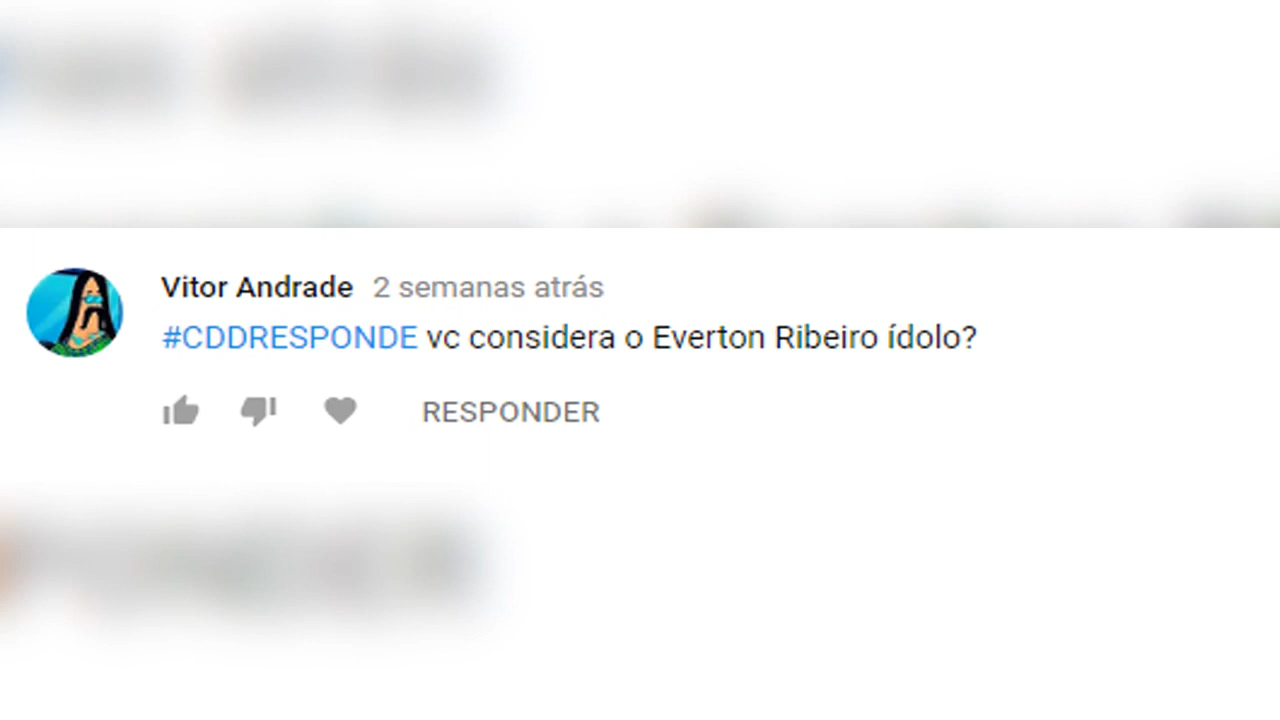 Vitor Andrade 2 semanas atrás
#CDDRESPONDE vc considera o Everton Ribeiro ídolo?
RESPONDER